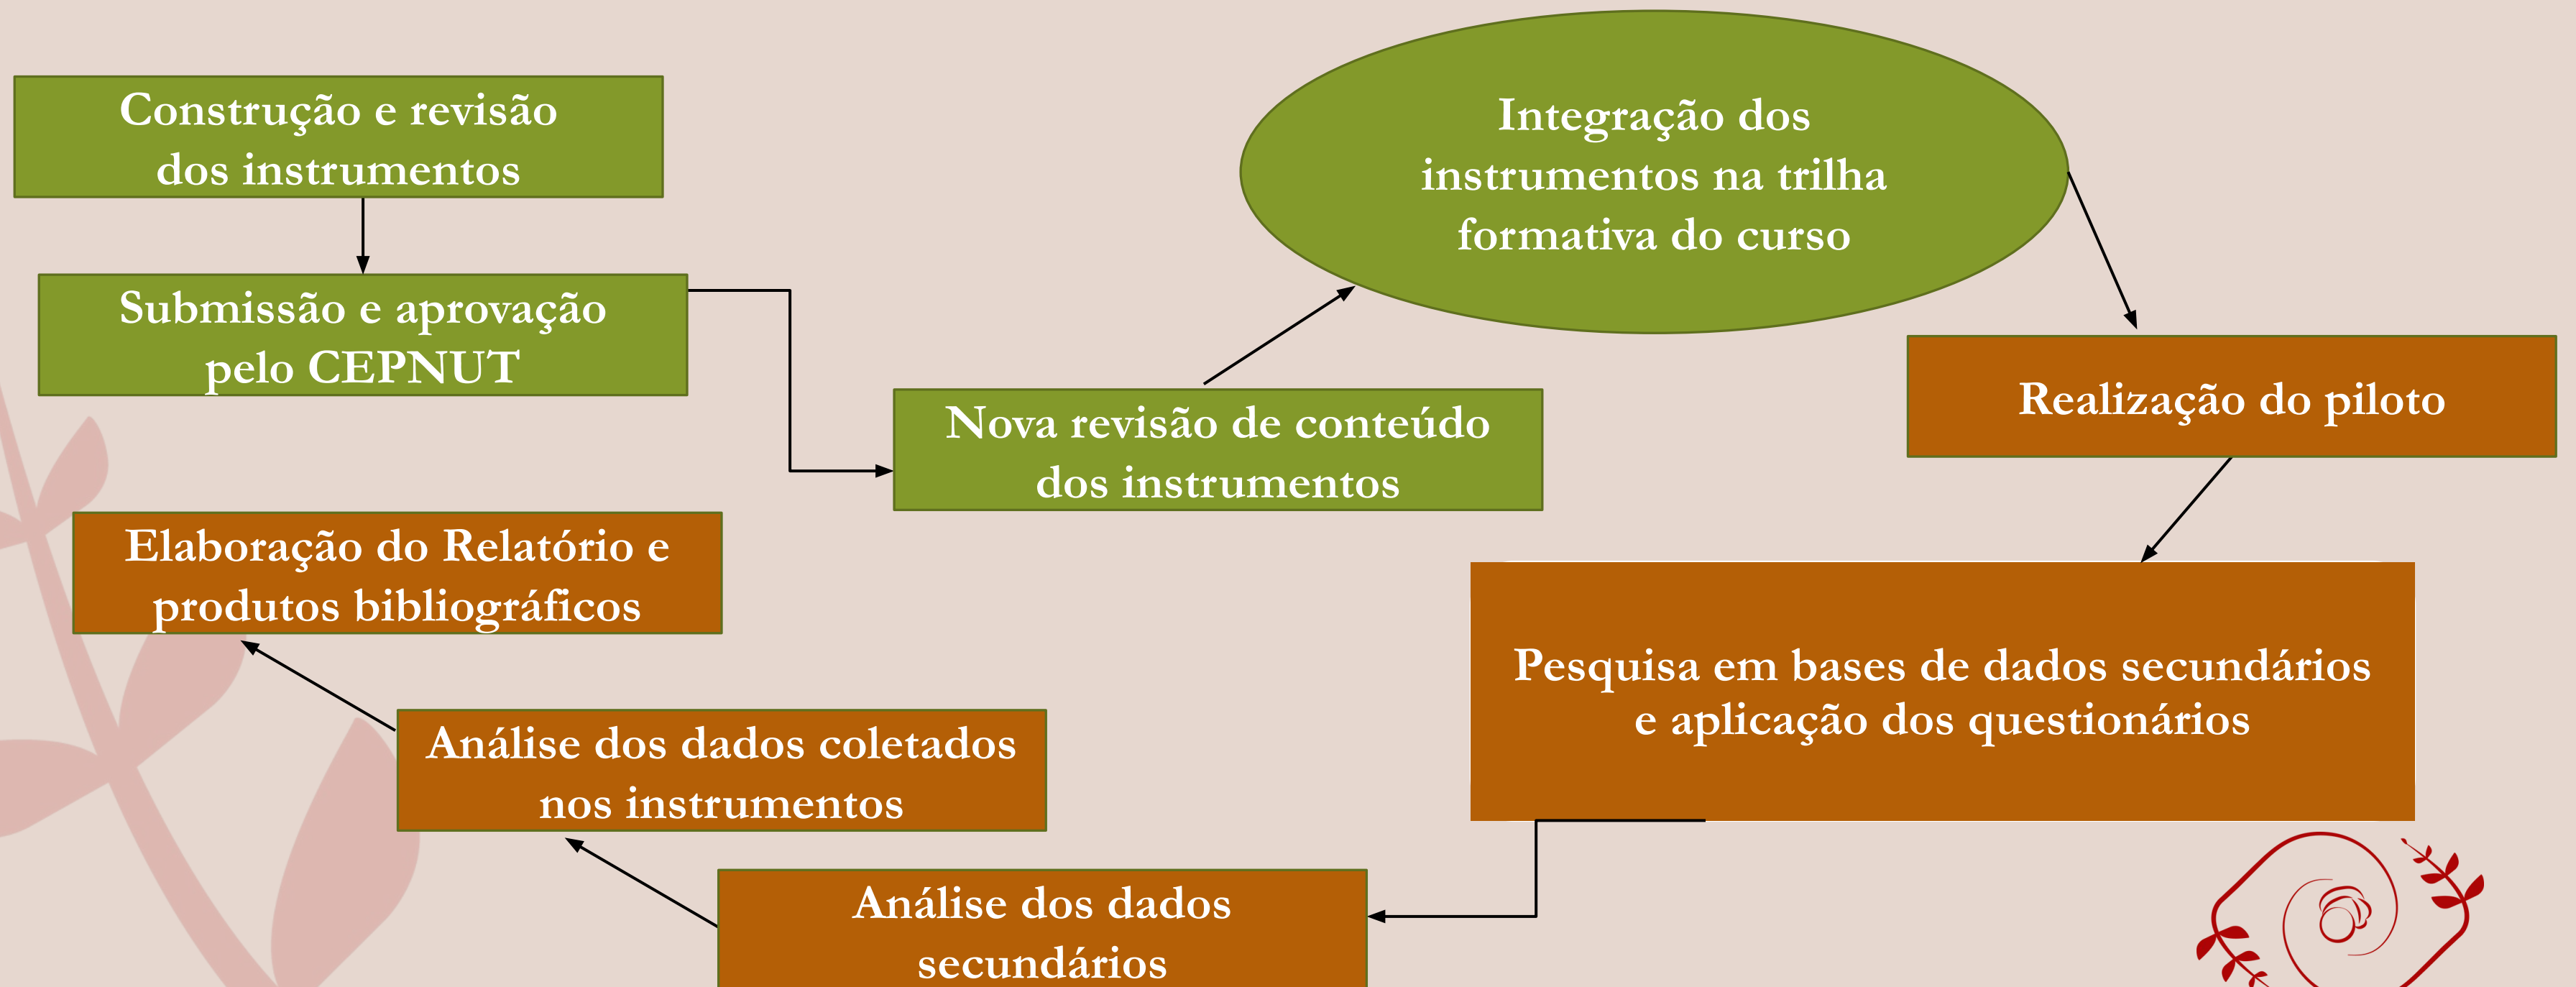 Construção e revisão
dos instrumentos
Submissão e aprovação
pelo CEPNUT
Nova revisão de conteúdo
dos instrumentos
Integração dos
instrumentos na trilha
formativa do curso
Realização do piloto
Pesquisa em bases de dados secundários
e aplicação dos questionários
Análise dos dados
secundários
Análise dos dados coletados
nos instrumentos
Elaboração do Relatório e
produtos bibliográficos